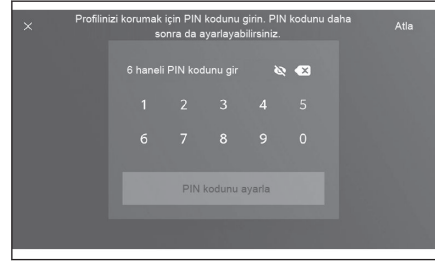 Profilinizi korumak için PIN kodunu girin. PIN kodunu daha
sonra da ayarlayabilirsiniz.
Atla
6 haneli PIN kodunu gir
1 2 3 4 5
6 7 8 9 0
PIN kodunu ayarla